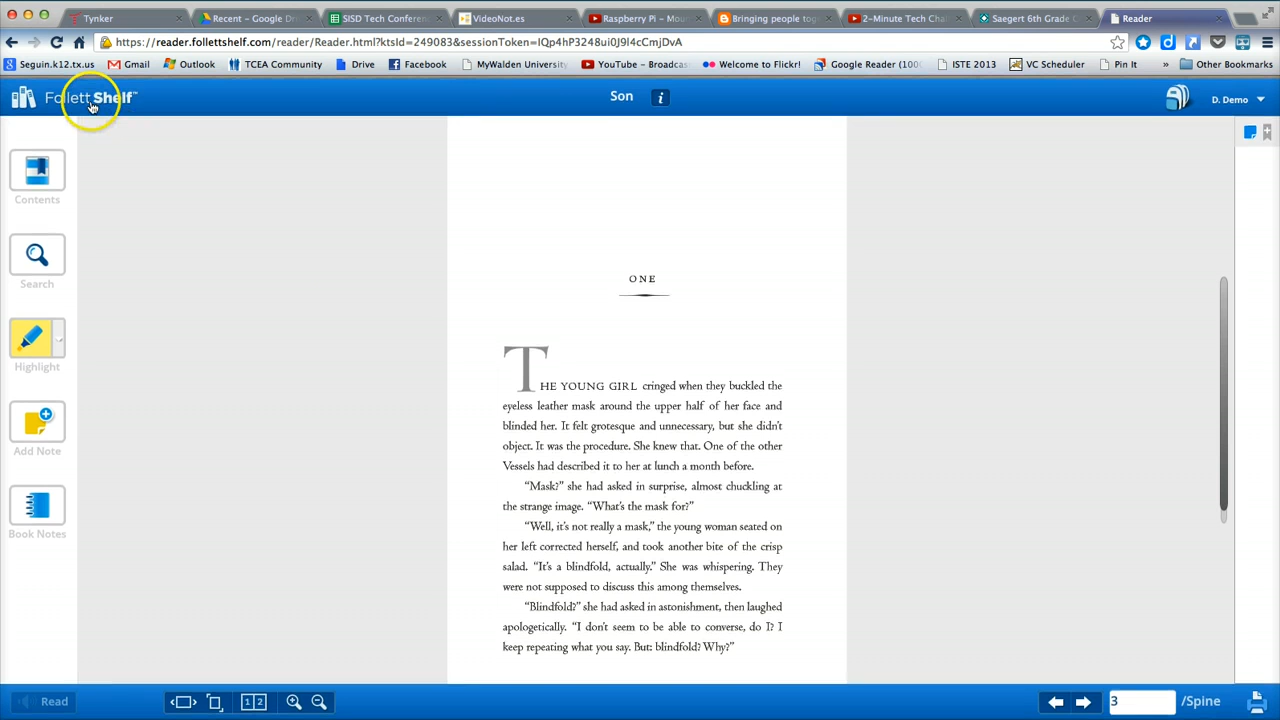 Tynker
Recent – Google Dri
SISD Tech Conferen
VideoNot.es
Raspberry Pi – Mou
Bringing people tog
2-Minute Tech Chal
Saegert 6th Grade C
Reader
https://reader.follettshelf.com/reader/Reader.html?ktsId=249083&sessionToken=IQp4hP3248ui0J9l4cCmjDvA
Seguin.k12.tx.us
Gmail
Outlook
TCEA Community
Drive
Facebook
MyWalden University
YouTube – Broadcas
Welcome to Flickr!
Google Reader (100
ISTE 2013
VC Scheduler
Pin It
»
Other Bookmarks
FollettShelf™
Son
i
D. Demo
Contents
Search
Highlight
Add Note
Book Notes
ONE
THE YOUNG GIRL cringed when they buckled the
eyeless leather mask around the upper half of her face and
blinded her. It felt grotesque and unnecessary, but she didn't
object. It was the procedure. She knew that. One of the other
Vessels had described it to her at lunch a month before.
“Mask?” she had asked in surprise, almost chuckling at
the strange image. “What's the mask for?”
“Well, it's not really a mask,” the young woman seated on
her left corrected herself, and took another bite of the crisp
salad. “It's a blindfold, actually.” She was whispering. They
were not supposed to discuss this among themselves.
“Blindfold?” she had asked in astonishment, then laughed
apologetically. “I don't seem to be able to converse, do I? I
keep repeating what you say. But: blindfold? Why?”
Read
1 2
3
/Spine